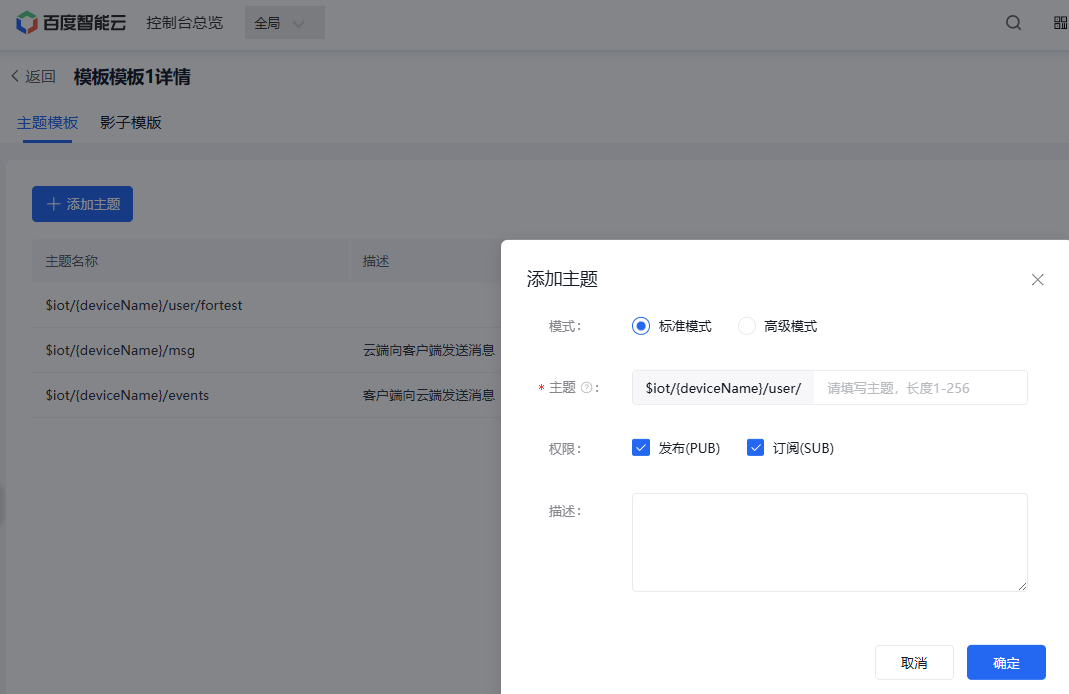 百度智能云 控制台总览 全局
返回 模板模板1详情
主题模板 影子模版
添加主题
主题名称 描述
$iot/{deviceName}/user/fortest
$iot/{deviceName}/msg 云端向客户端发送消息
$iot/{deviceName}/events 客户端向云端发送消息
添加主题
模式： 标准模式 高级模式
* 主题 ? ： $iot/{deviceName}/user/ 请填写主题，长度1-256
权限： 发布(PUB) 订阅(SUB)
描述：
取消 确定